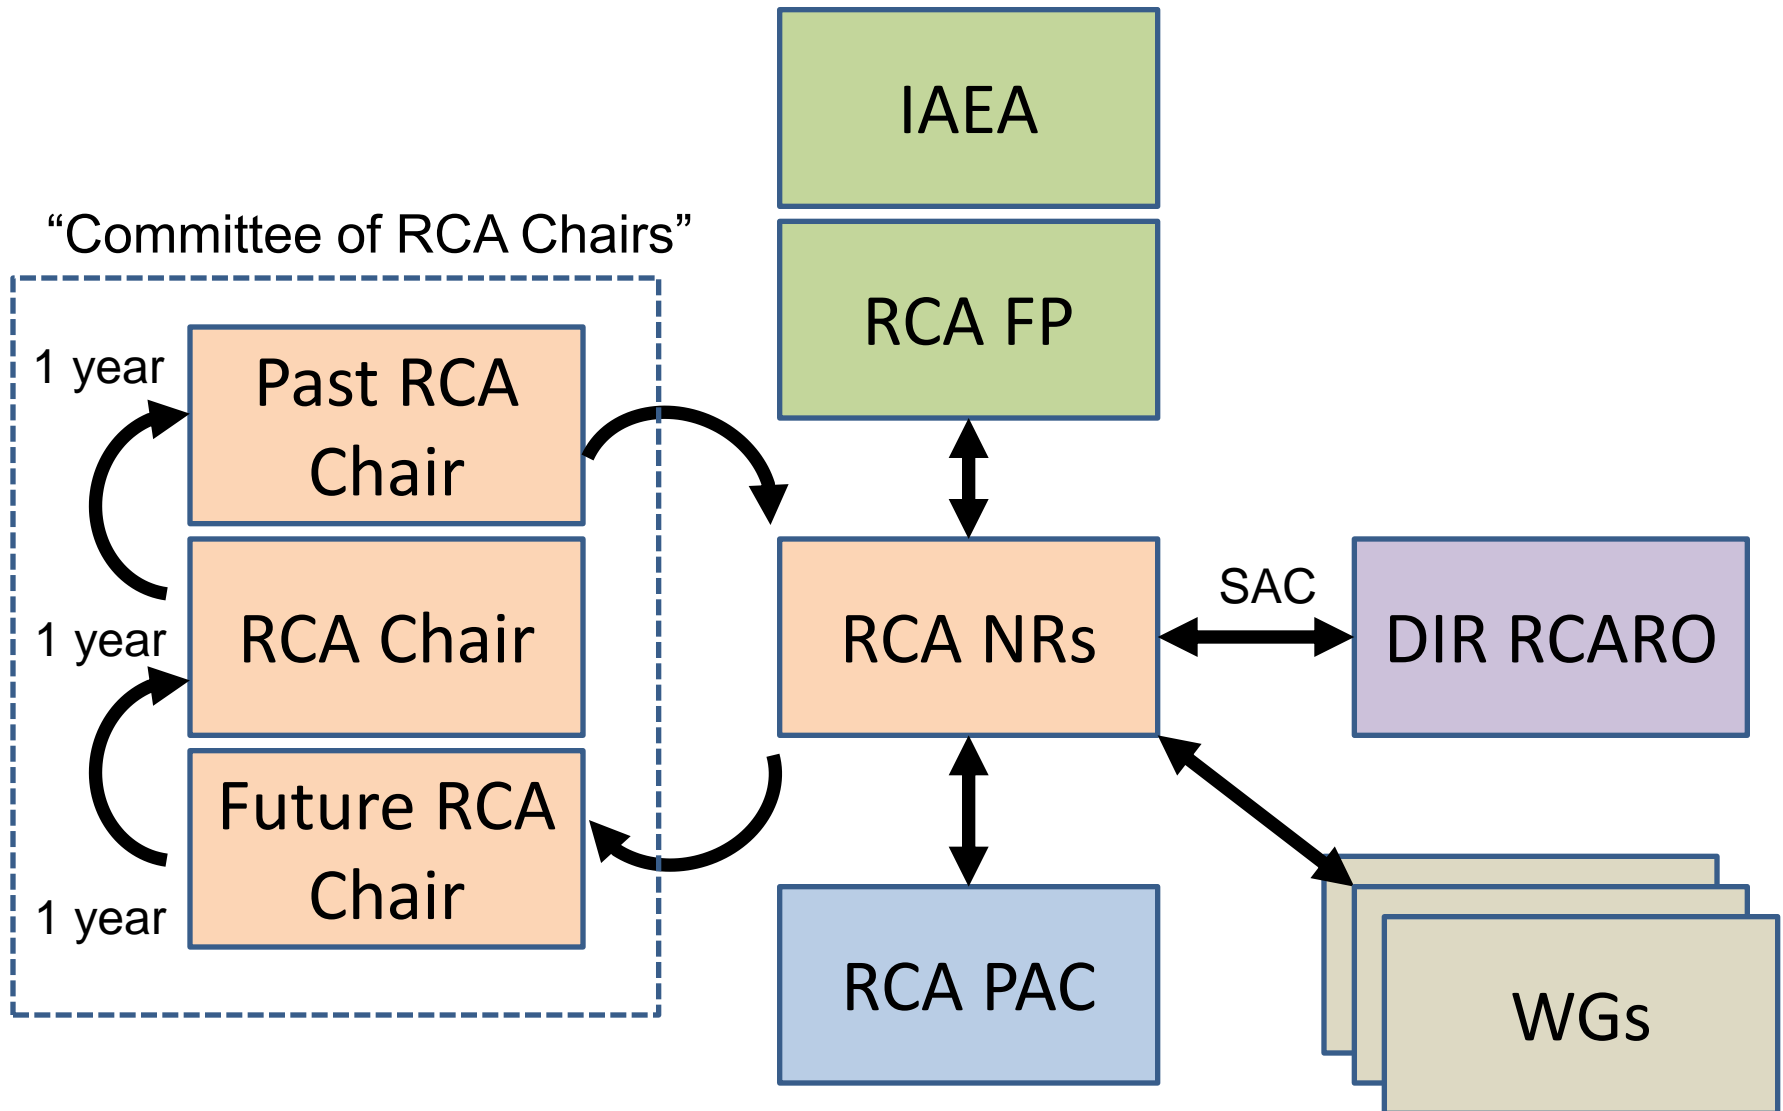 IAEA
“Committee of RCA Chairs”
RCA FP
1 year
Past RCA
Chair
1 year
RCA Chair
RCA NRs
SAC
DIR RCARO
Future RCA
Chair
1 year
RCA PAC
WGs